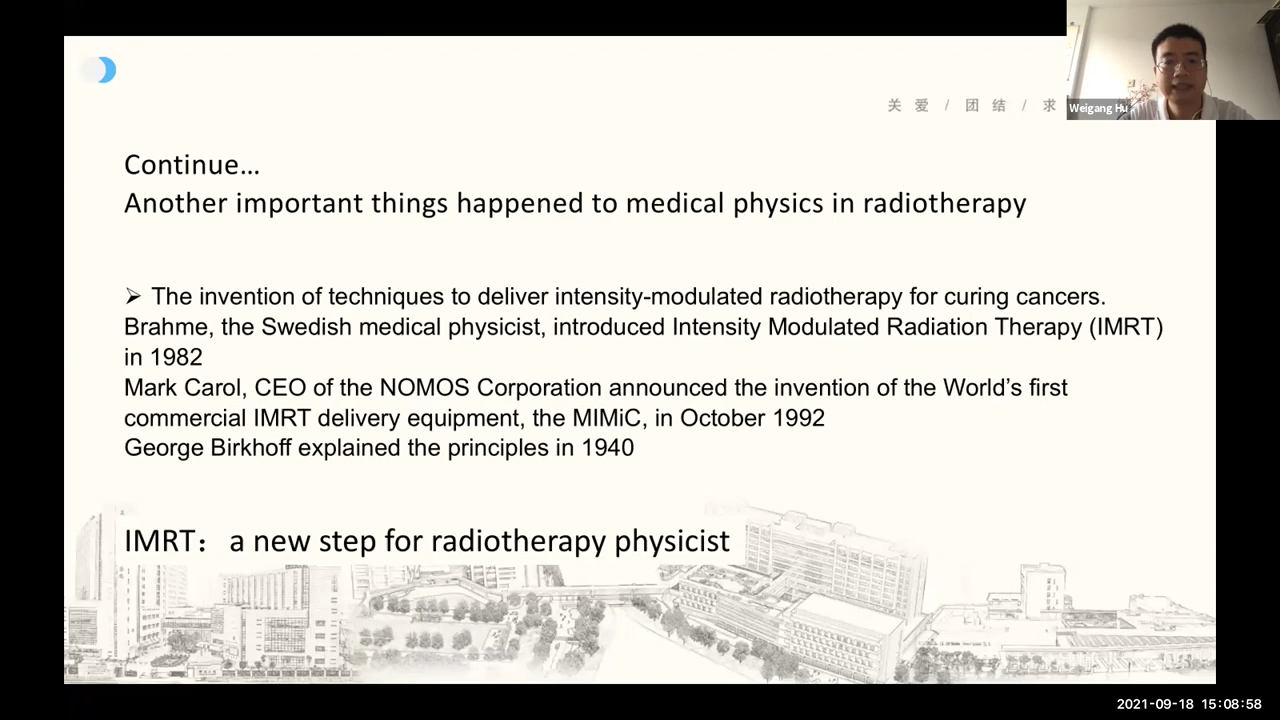 关 爱 / 团 结 / 求
Weigang Hu
Continue…
Another important things happened to medical physics in radiotherapy
➢ The invention of techniques to deliver intensity-modulated radiotherapy for curing cancers.
Brahme, the Swedish medical physicist, introduced Intensity Modulated Radiation Therapy (IMRT)
in 1982
Mark Carol, CEO of the NOMOS Corporation announced the invention of the World’s first
commercial IMRT delivery equipment, the MIMiC, in October 1992
George Birkhoff explained the principles in 1940
IMRT：a new step for radiotherapy physicist
2021-09-18 15:08:58